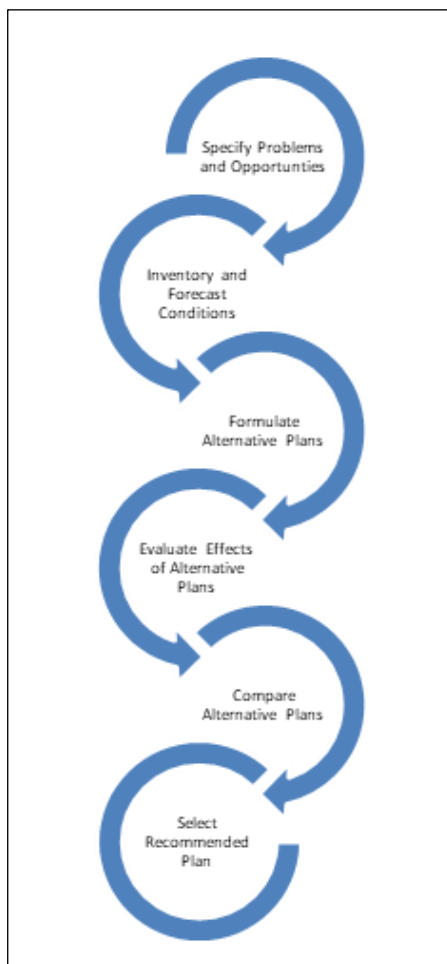 Specify Problems
and Opportunties
Inventory and
Forecast
Conditions
Formulate
Alternative Plans
Evaluate Effects
of Alternative
Plans
Compare
Alternative Plans
Select
Recommended
Plan